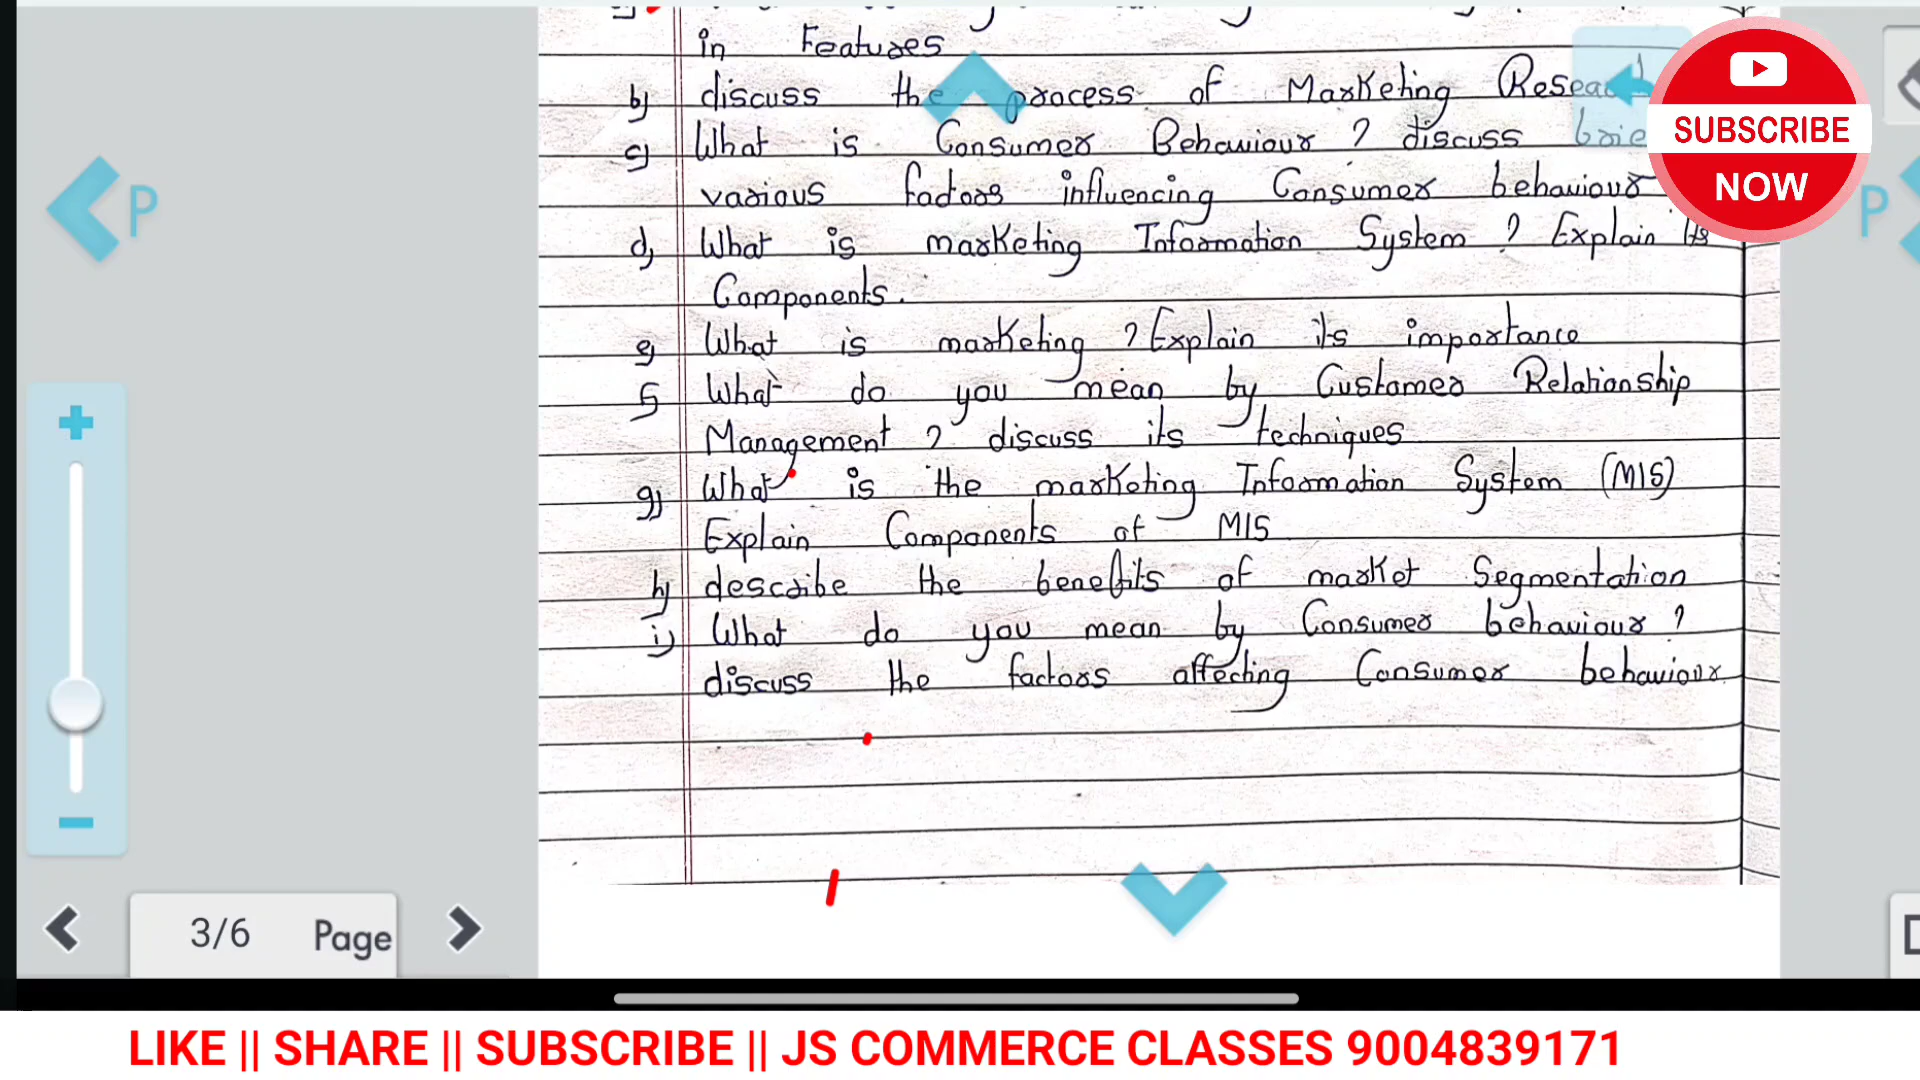 in Features
b) discuss the process of Marketing
SUBSCRIBE
NOW
c) What is Consumer Behaviour ? discuss
various factors influencing Consumer behaviour
d) What is marketing Information System ? Explain its
Components.
e) What is marketing ? Explain its importance
f) What do you mean by Customer Relationship
Management ? discuss its techniques
g) What is the marketing Information System (MIS)
Explain Components of MIS
h) describe the benefits of market Segmentation
i) What do you mean by Consumer behaviour ?
discuss the factors affecting Consumer behaviour.
P
P
3/6 Page
LIKE || SHARE || SUBSCRIBE || JS COMMERCE CLASSES 9004839171